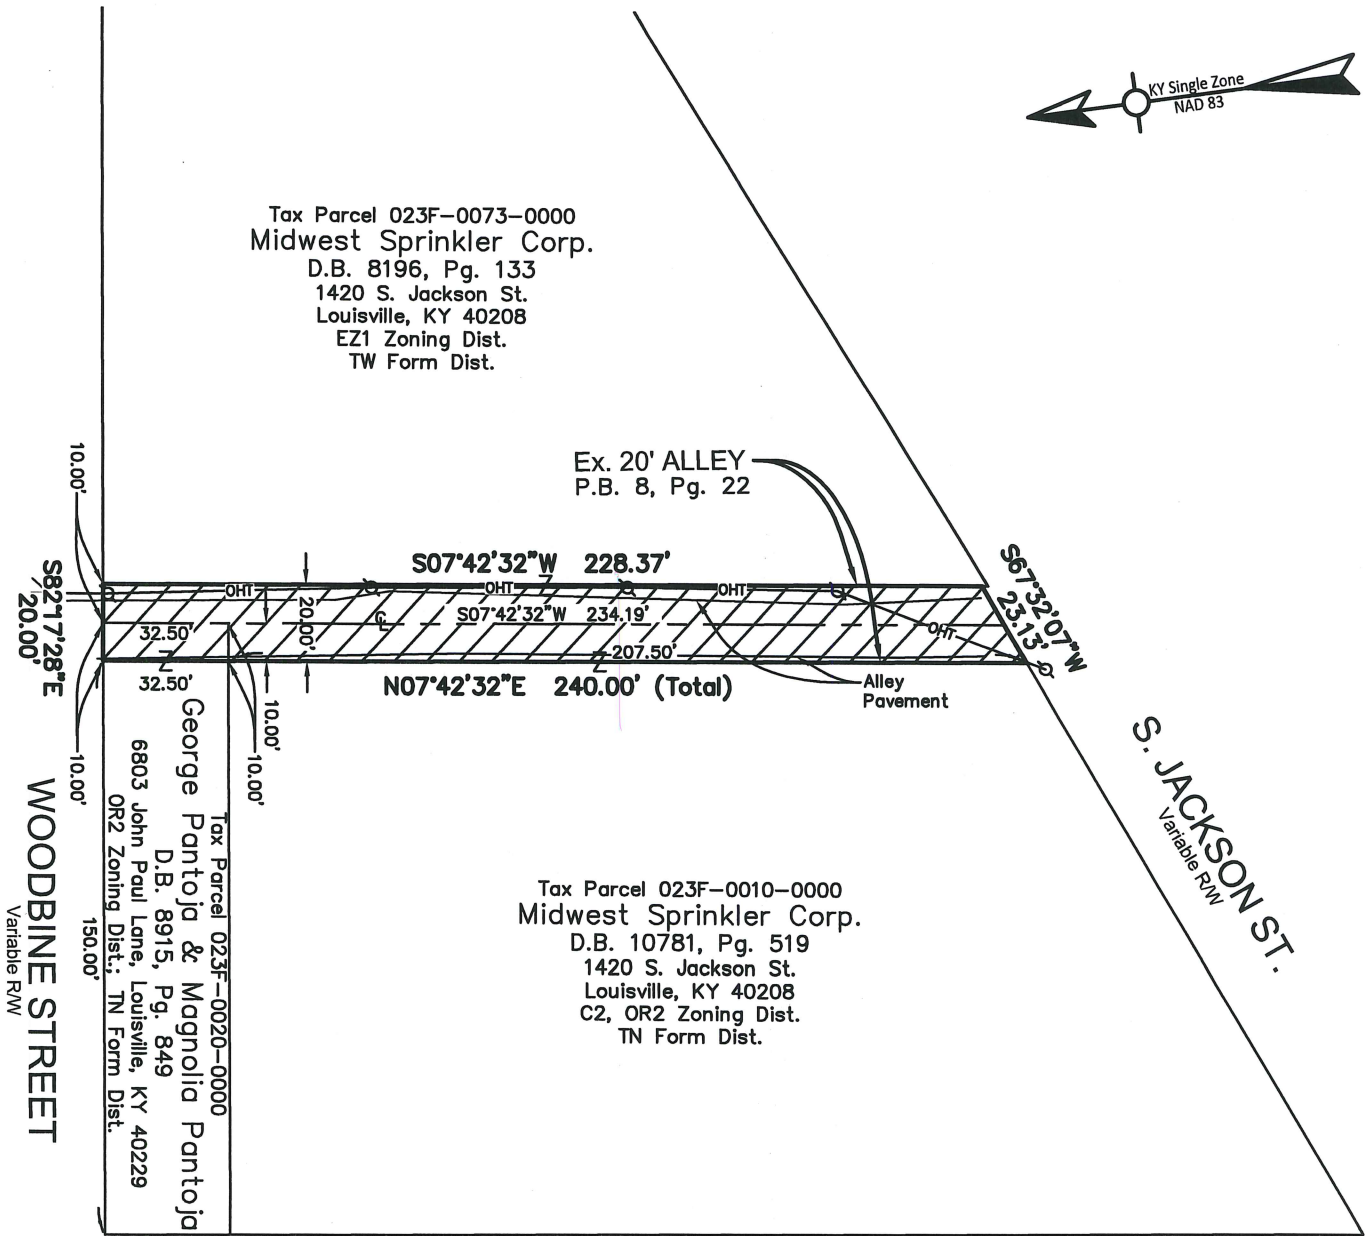 KY Single Zone
NAD 83
Tax Parcel 023F-0073-0000
Midwest Sprinkler Corp.
D.B. 8196, Pg. 133
1420 S. Jackson St.
Louisville, KY 40208
EZ1 Zoning Dist.
TW Form Dist.
Ex. 20' ALLEY
P.B. 8, Pg. 22
10.00'
S07°42'32"W 228.37'
S67°32'07"W
23.13'
OHT
OHT
OHT
OHT
20.00'
S07°42'32"W 234.19'
℄
32.50'
207.50'
S82°17'28"E
20.00'
32.50'
N07°42'32"E 240.00' (Total)
Alley
Pavement
10.00'
10.00'
10.00'
S. JACKSON ST.
Variable R/W
WOODBINE STREET
Variable R/W
Tax Parcel 023F-0020-0000
George Pantoja & Magnolia Pantoja
D.B. 8915, Pg. 849
6803 John Paul Lane, Louisville, KY 40229
OR2 Zoning Dist.; TN Form Dist.
150.00'
Tax Parcel 023F-0010-0000
Midwest Sprinkler Corp.
D.B. 10781, Pg. 519
1420 S. Jackson St.
Louisville, KY 40208
C2, OR2 Zoning Dist.
TN Form Dist.